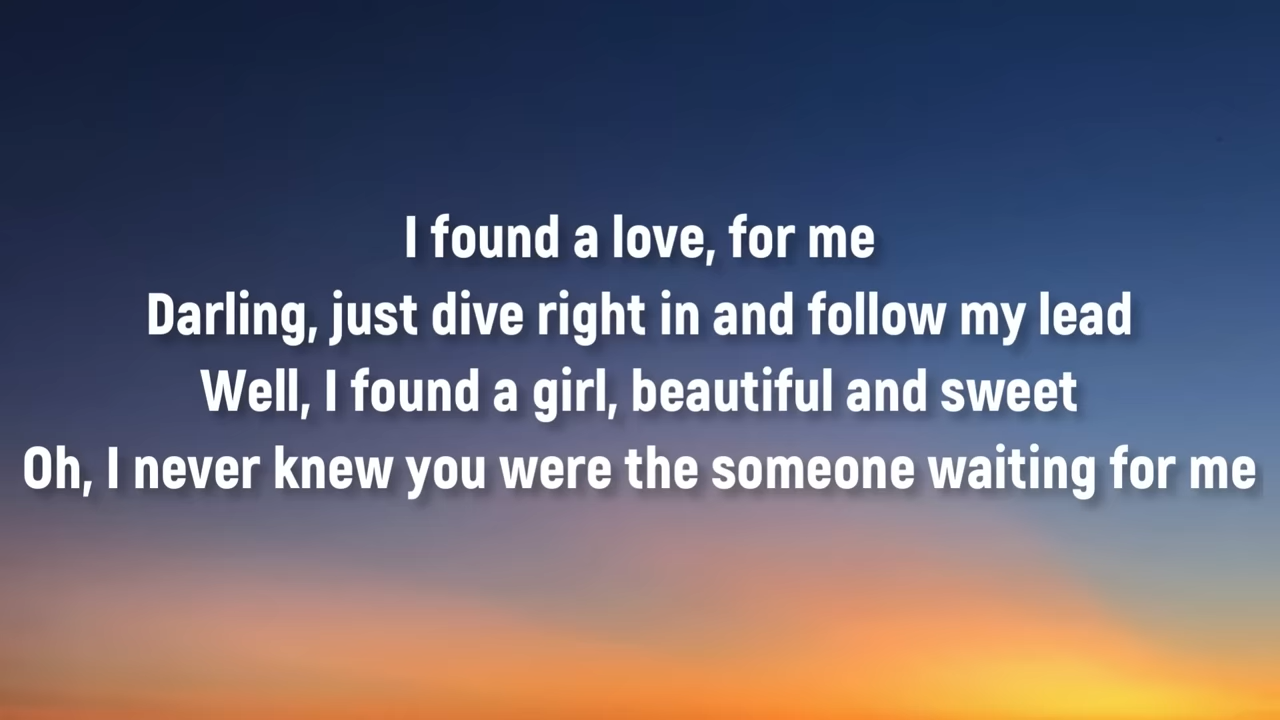 I found a love, for me
Darling, just dive right in and follow my lead
Well, I found a girl, beautiful and sweet
Oh, I never knew you were the someone waiting for me